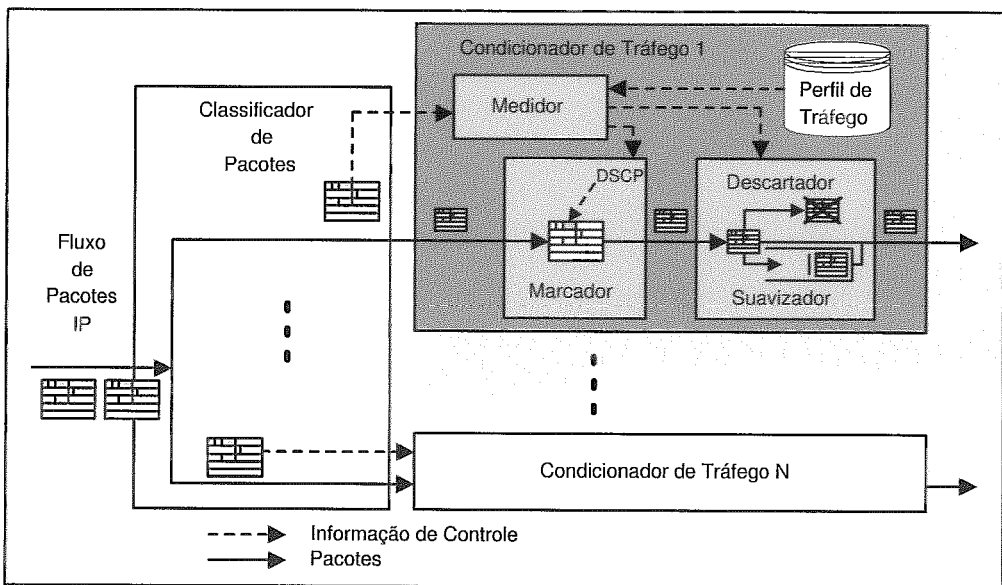 Condicionador de Tráfego 1
Classificador
de
Pacotes
Medidor
Perfil de
Tráfego
DSCP
Marcador
Descartador
Suavizador
Fluxo
de
Pacotes
IP
Condicionador de Tráfego N
Informação de Controle
Pacotes